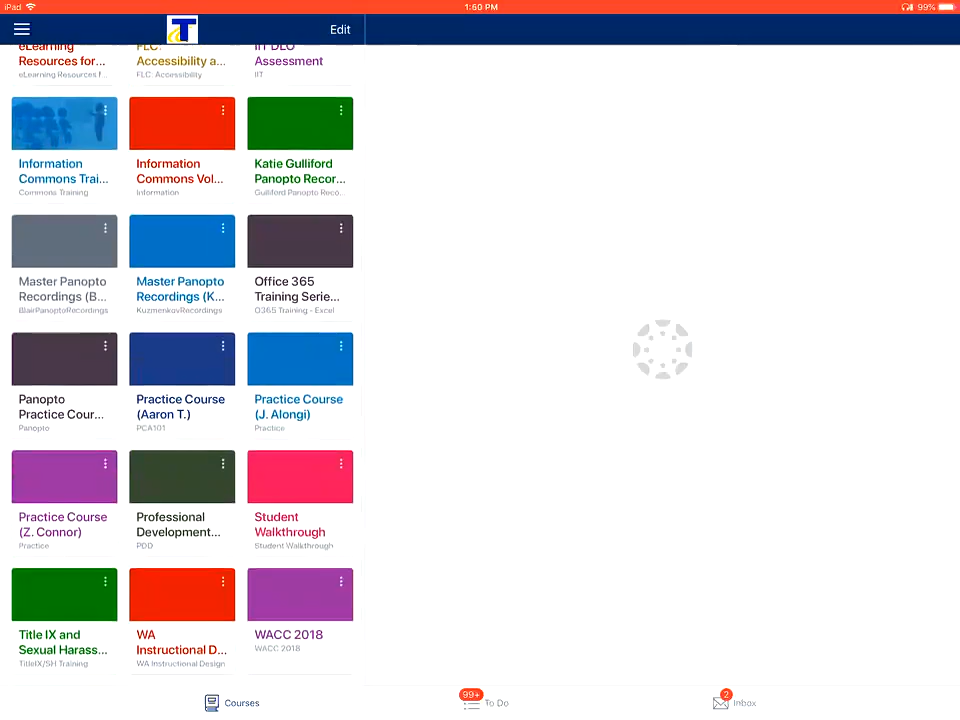 iPad
1:60 PM
99%
T
Edit
eLearning
Resources for...
eLearning Resources f...
FLC:
Accessibility a...
FLC: Accessibility
IIT DLO
Assessment
IIT
Information
Commons Trai...
Commons Training
Information
Commons Vol...
Information
Katie Gulliford
Panopto Recor...
Gulliford Panopto Reco...
Master Panopto
Recordings (B...
BlairPanoptoRecordings
Master Panopto
Recordings (K...
KuzmenkovRecordings
Office 365
Training Serie...
O365 Training - Excel
Panopto
Practice Cour...
Panopto
Practice Course
(Aaron T.)
PCA101
Practice Course
(J. Alongi)
Practice
Practice Course
(Z. Connor)
Practice
Professional
Development...
PDD
Student
Walkthrough
Student Walkthrough
Title IX and
Sexual Harass...
TitleIX/SH Training
WA
Instructional D...
WA Instructional Design
WACC 2018
WACC 2018
Courses
99+
To Do
2
Inbox